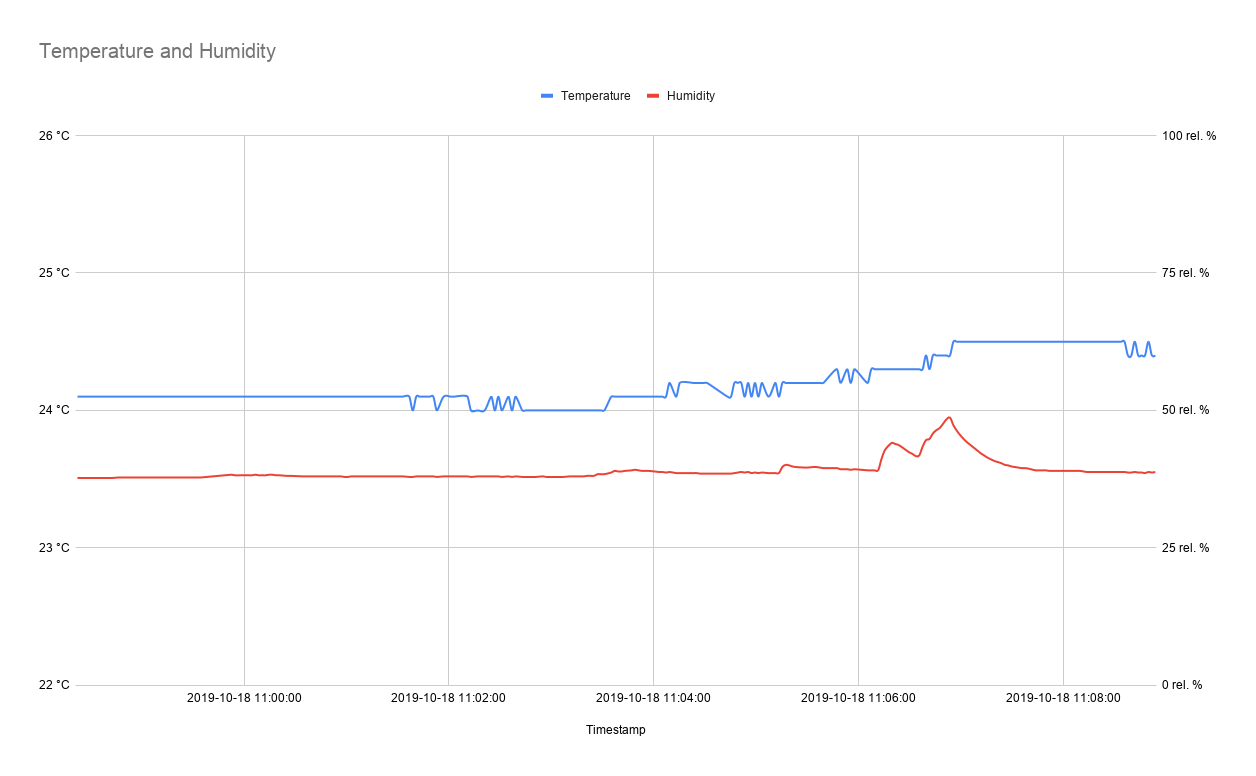 Temperature and Humidity
Temperature Humidity
26 °C 100 rel. %
25 °C 75 rel. %
24 °C 50 rel. %
23 °C 25 rel. %
22 °C 0 rel. %
2019-10-18 11:00:00 2019-10-18 11:02:00 2019-10-18 11:04:00 2019-10-18 11:06:00 2019-10-18 11:08:00
Timestamp